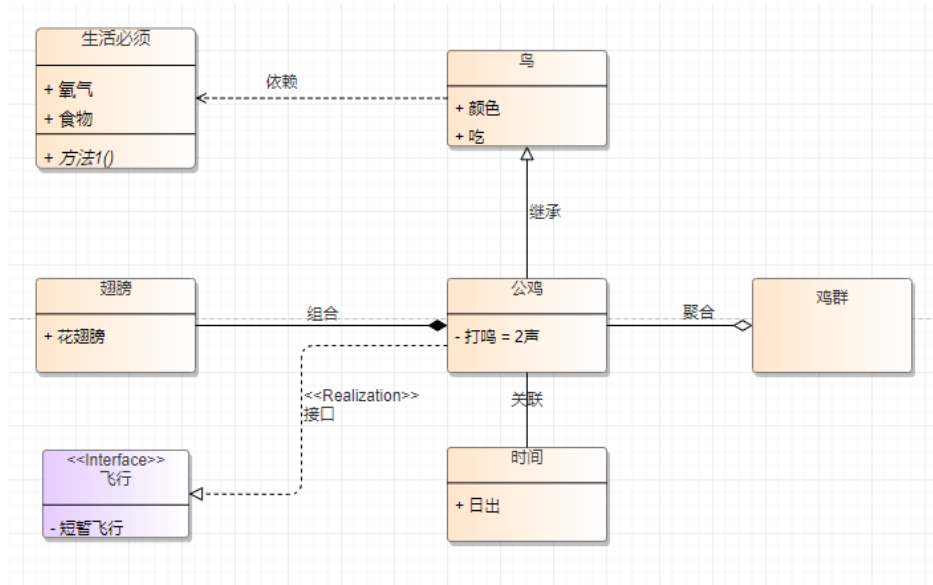 生活必须
+ 氧气
+ 食物
+ 方法1()
依赖
鸟
+ 颜色
+ 吃
继承
翅膀
+ 花翅膀
组合
公鸡
- 打鸣 = 2声
聚合
鸡群
<<Realization>>
接口
关联
<<Interface>>
飞行
- 短暂飞行
时间
+ 日出